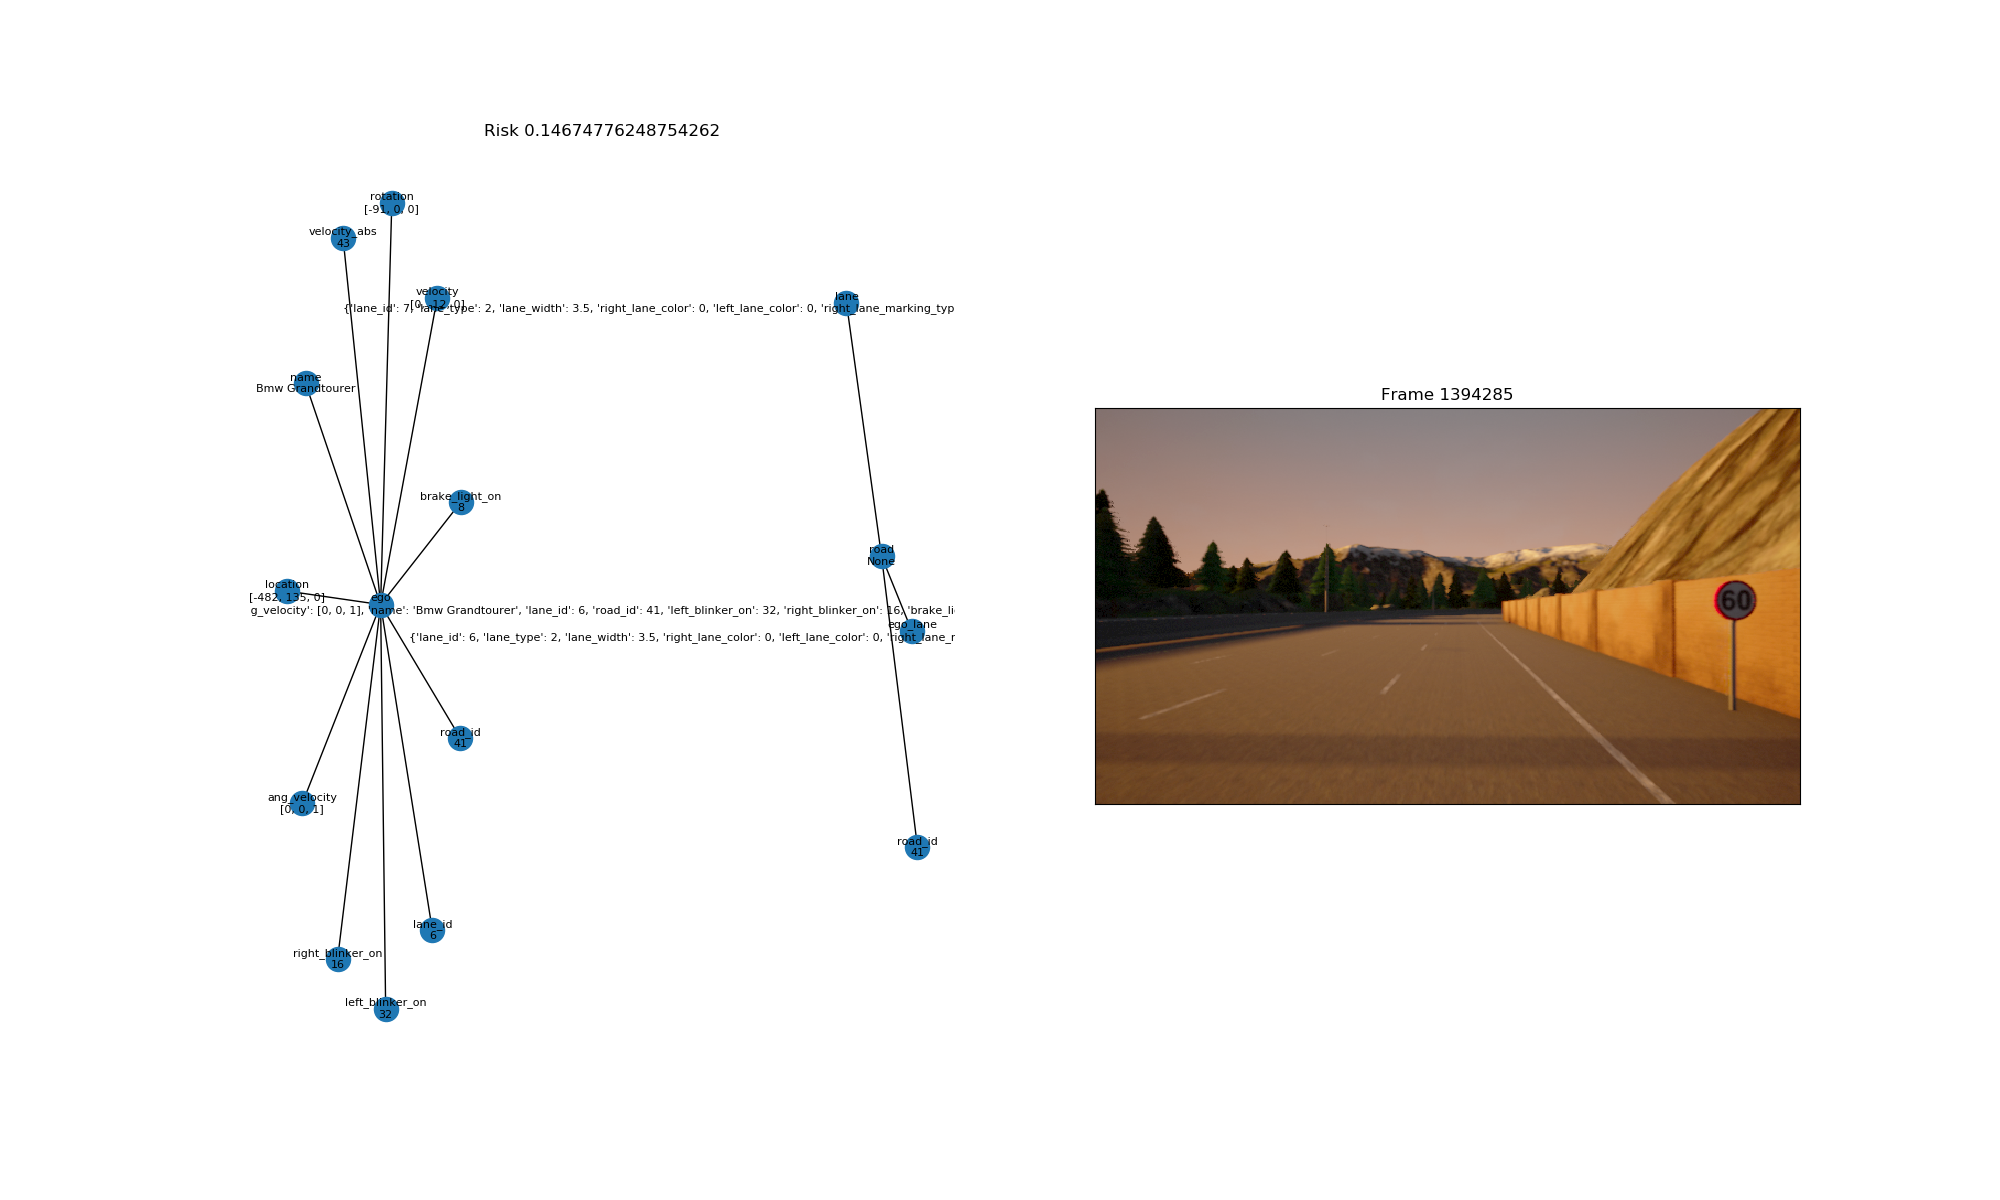 Risk 0.14674776248754262
rotation
[-91, 0, 0]
velocity_abs
43
velocity
[0, 12, 0]
lane
{'lane_id': 7, 'lane_type': 2, 'lane_width': 3.5, 'right_lane_color': 0, 'left_lane_color': 0, 'right_lane_marking_typ
name
Bmw Grandtourer
brake_light_on
8
road
None
location
[-482, 135, 0]
ego
g_velocity': [0, 0, 1], 'name': 'Bmw Grandtourer', 'lane_id': 6, 'road_id': 41, 'left_blinker_on': 32, 'right_blinker_on': 16, 'brake_li
ego_lane
{'lane_id': 6, 'lane_type': 2, 'lane_width': 3.5, 'right_lane_color': 0, 'left_lane_color': 0, 'right_lane_r
road_id
41
ang_velocity
[0, 0, 1]
road_id
41
lane_id
6
right_blinker_on
16
left_blinker_on
32
Frame 1394285
60